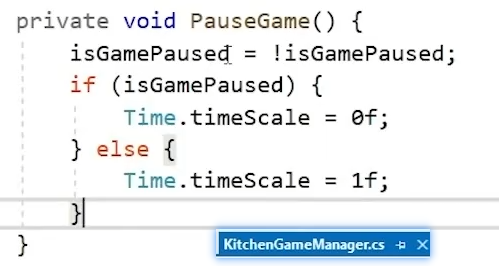 private void PauseGame() {
isGamePaused = !isGamePaused;
if (isGamePaused) {
Time.timeScale = 0f;
} else {
Time.timeScale = 1f;
}
}
KitchenGameManager.cs